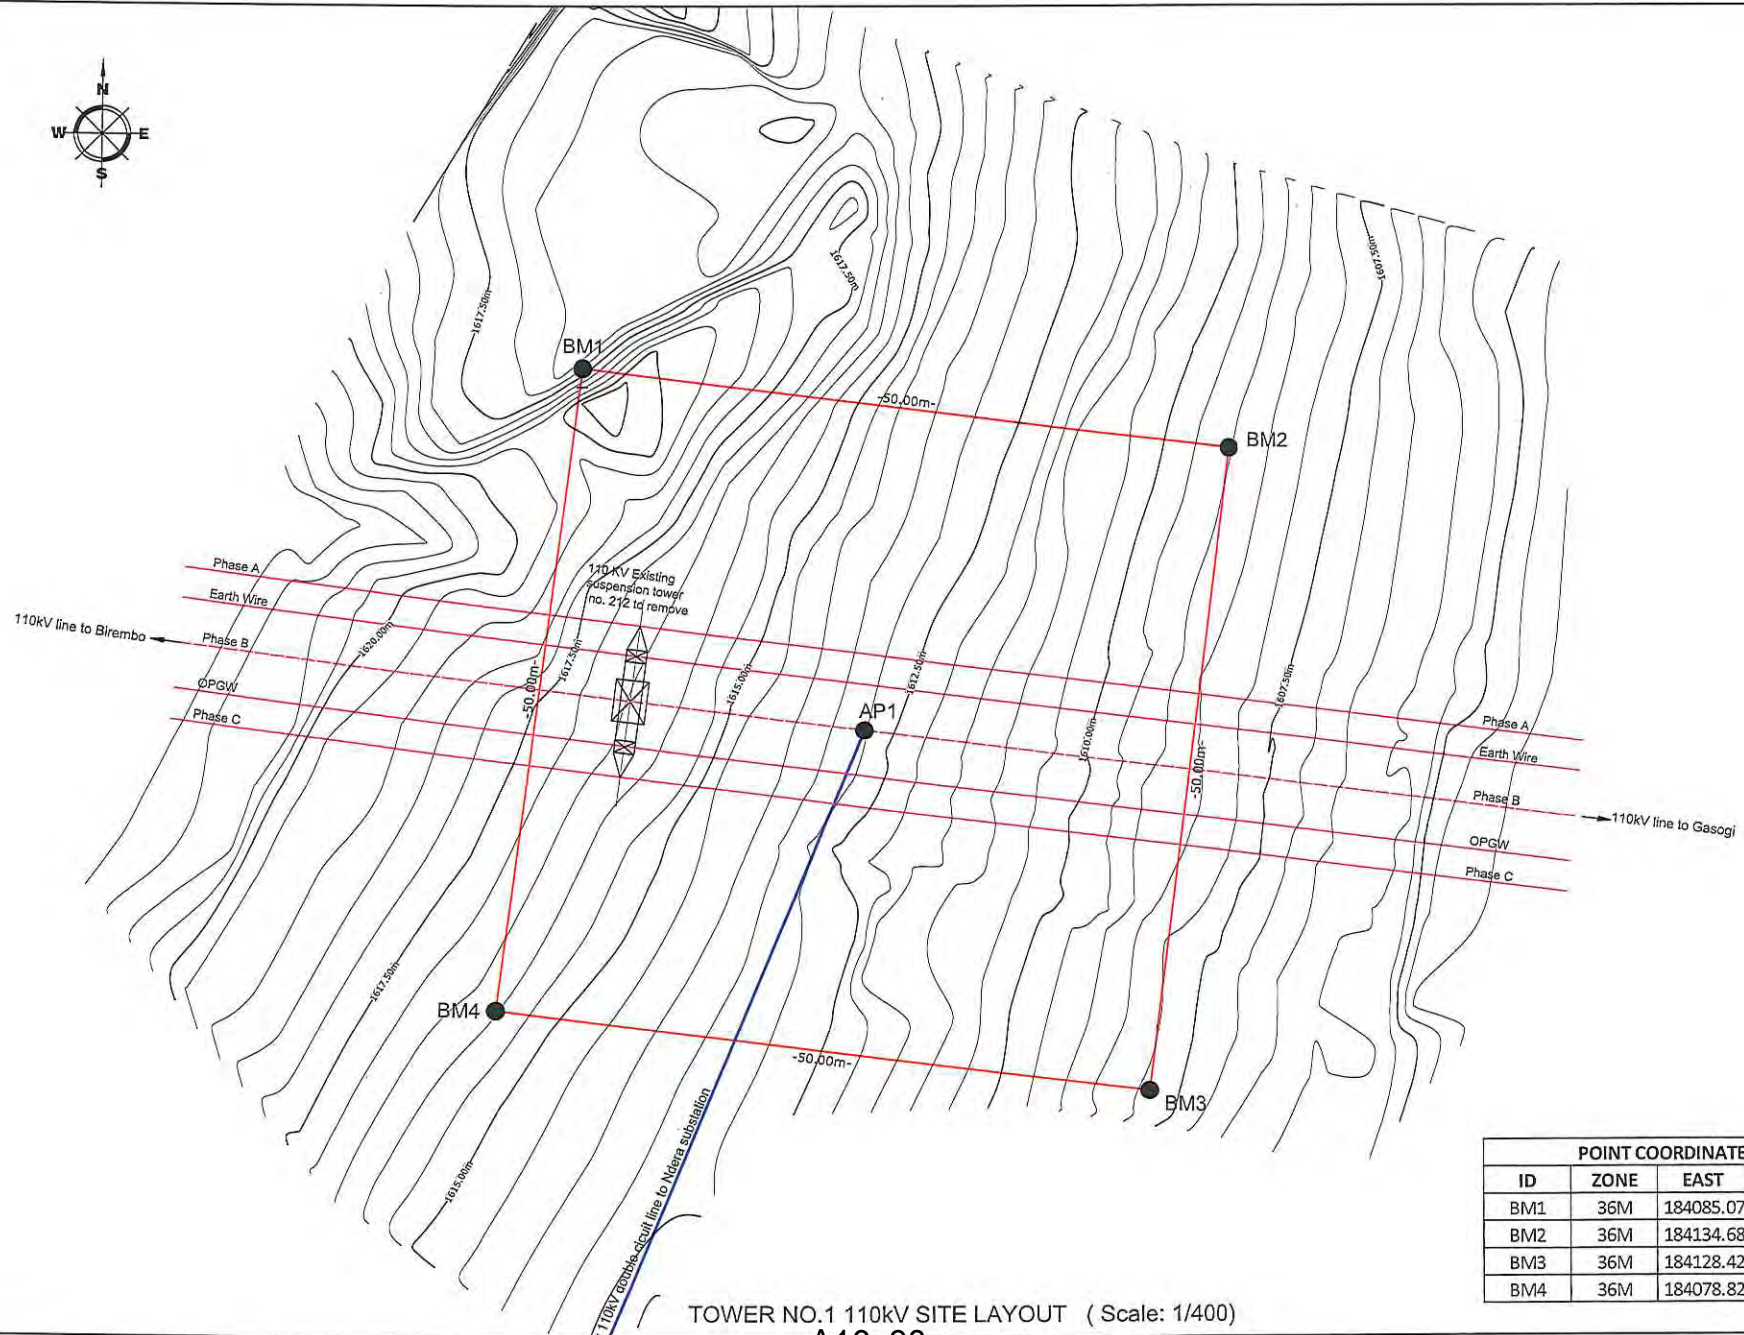 N
W E
S
1617.50m
1617.50m
1607.50m
BM1
-50.00m-
BM2
110 KV Existing
suspension tower
no. 212 to remove
Phase A
Earth Wire
110kV line to Birembo
Phase B
OPGW
Phase C
1620.00m
-50.00m-
1617.50m
1615.00m
1612.50m
AP1
1610.00m
1607.50m
-50.00m-
Phase A
Earth Wire
Phase B
110kV line to Gasogi
OPGW
Phase C
1617.50m
BM4
-50.00m-
BM3
1615.00m
110kV double cicuit line to Ndera substation
POINT COORDINATE
ID ZONE EAST
BM1 36M 184085.07
BM2 36M 184134.68
BM3 36M 184128.42
BM4 36M 184078.82
TOWER NO.1 110kV SITE LAYOUT ( Scale: 1/400)